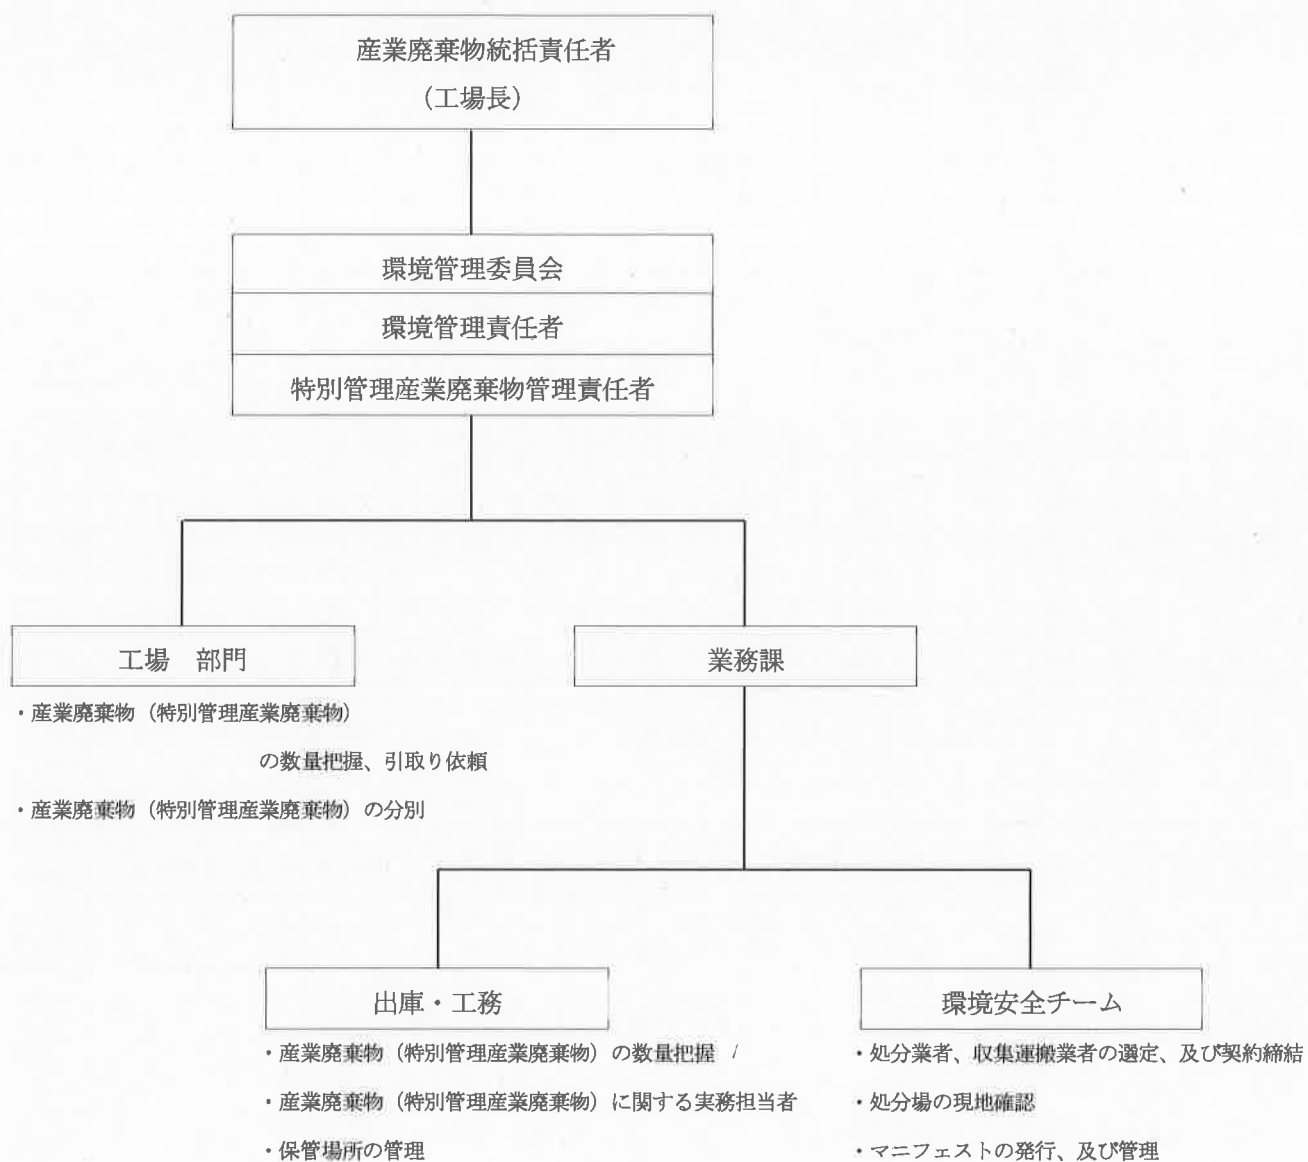 産業廃棄物統括責任者
（工場長）
環境管理委員会
環境管理責任者
特別管理産業廃棄物管理責任者
工場　部門
業務課
・産業廃棄物（特別管理産業廃棄物）
の数量把握、引取り依頼
・産業廃棄物（特別管理産業廃棄物）の分別
出庫・工務
・産業廃棄物（特別管理産業廃棄物）の数量把握
・産業廃棄物（特別管理産業廃棄物）に関する実務担当者
・保管場所の管理
環境安全チーム
・処分業者、収集運搬業者の選定、及び契約締結
・処分場の現地確認
・マニフェストの発行、及び管理